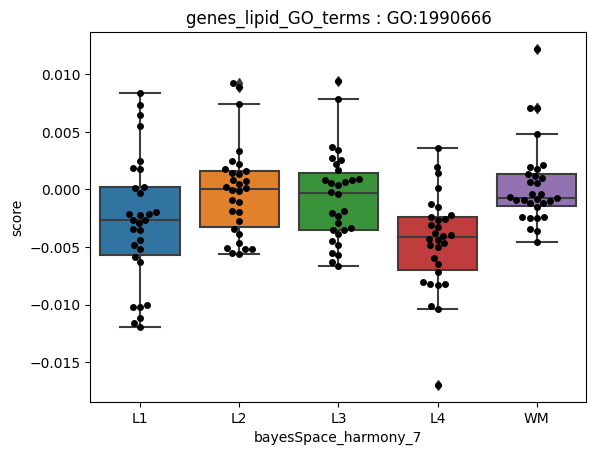 genes_lipid_GO_terms : GO:1990666
0.010
0.005
0.000
−0.005
−0.010
−0.015
score
L1 L2 L3 L4 WM
bayesSpace_harmony_7